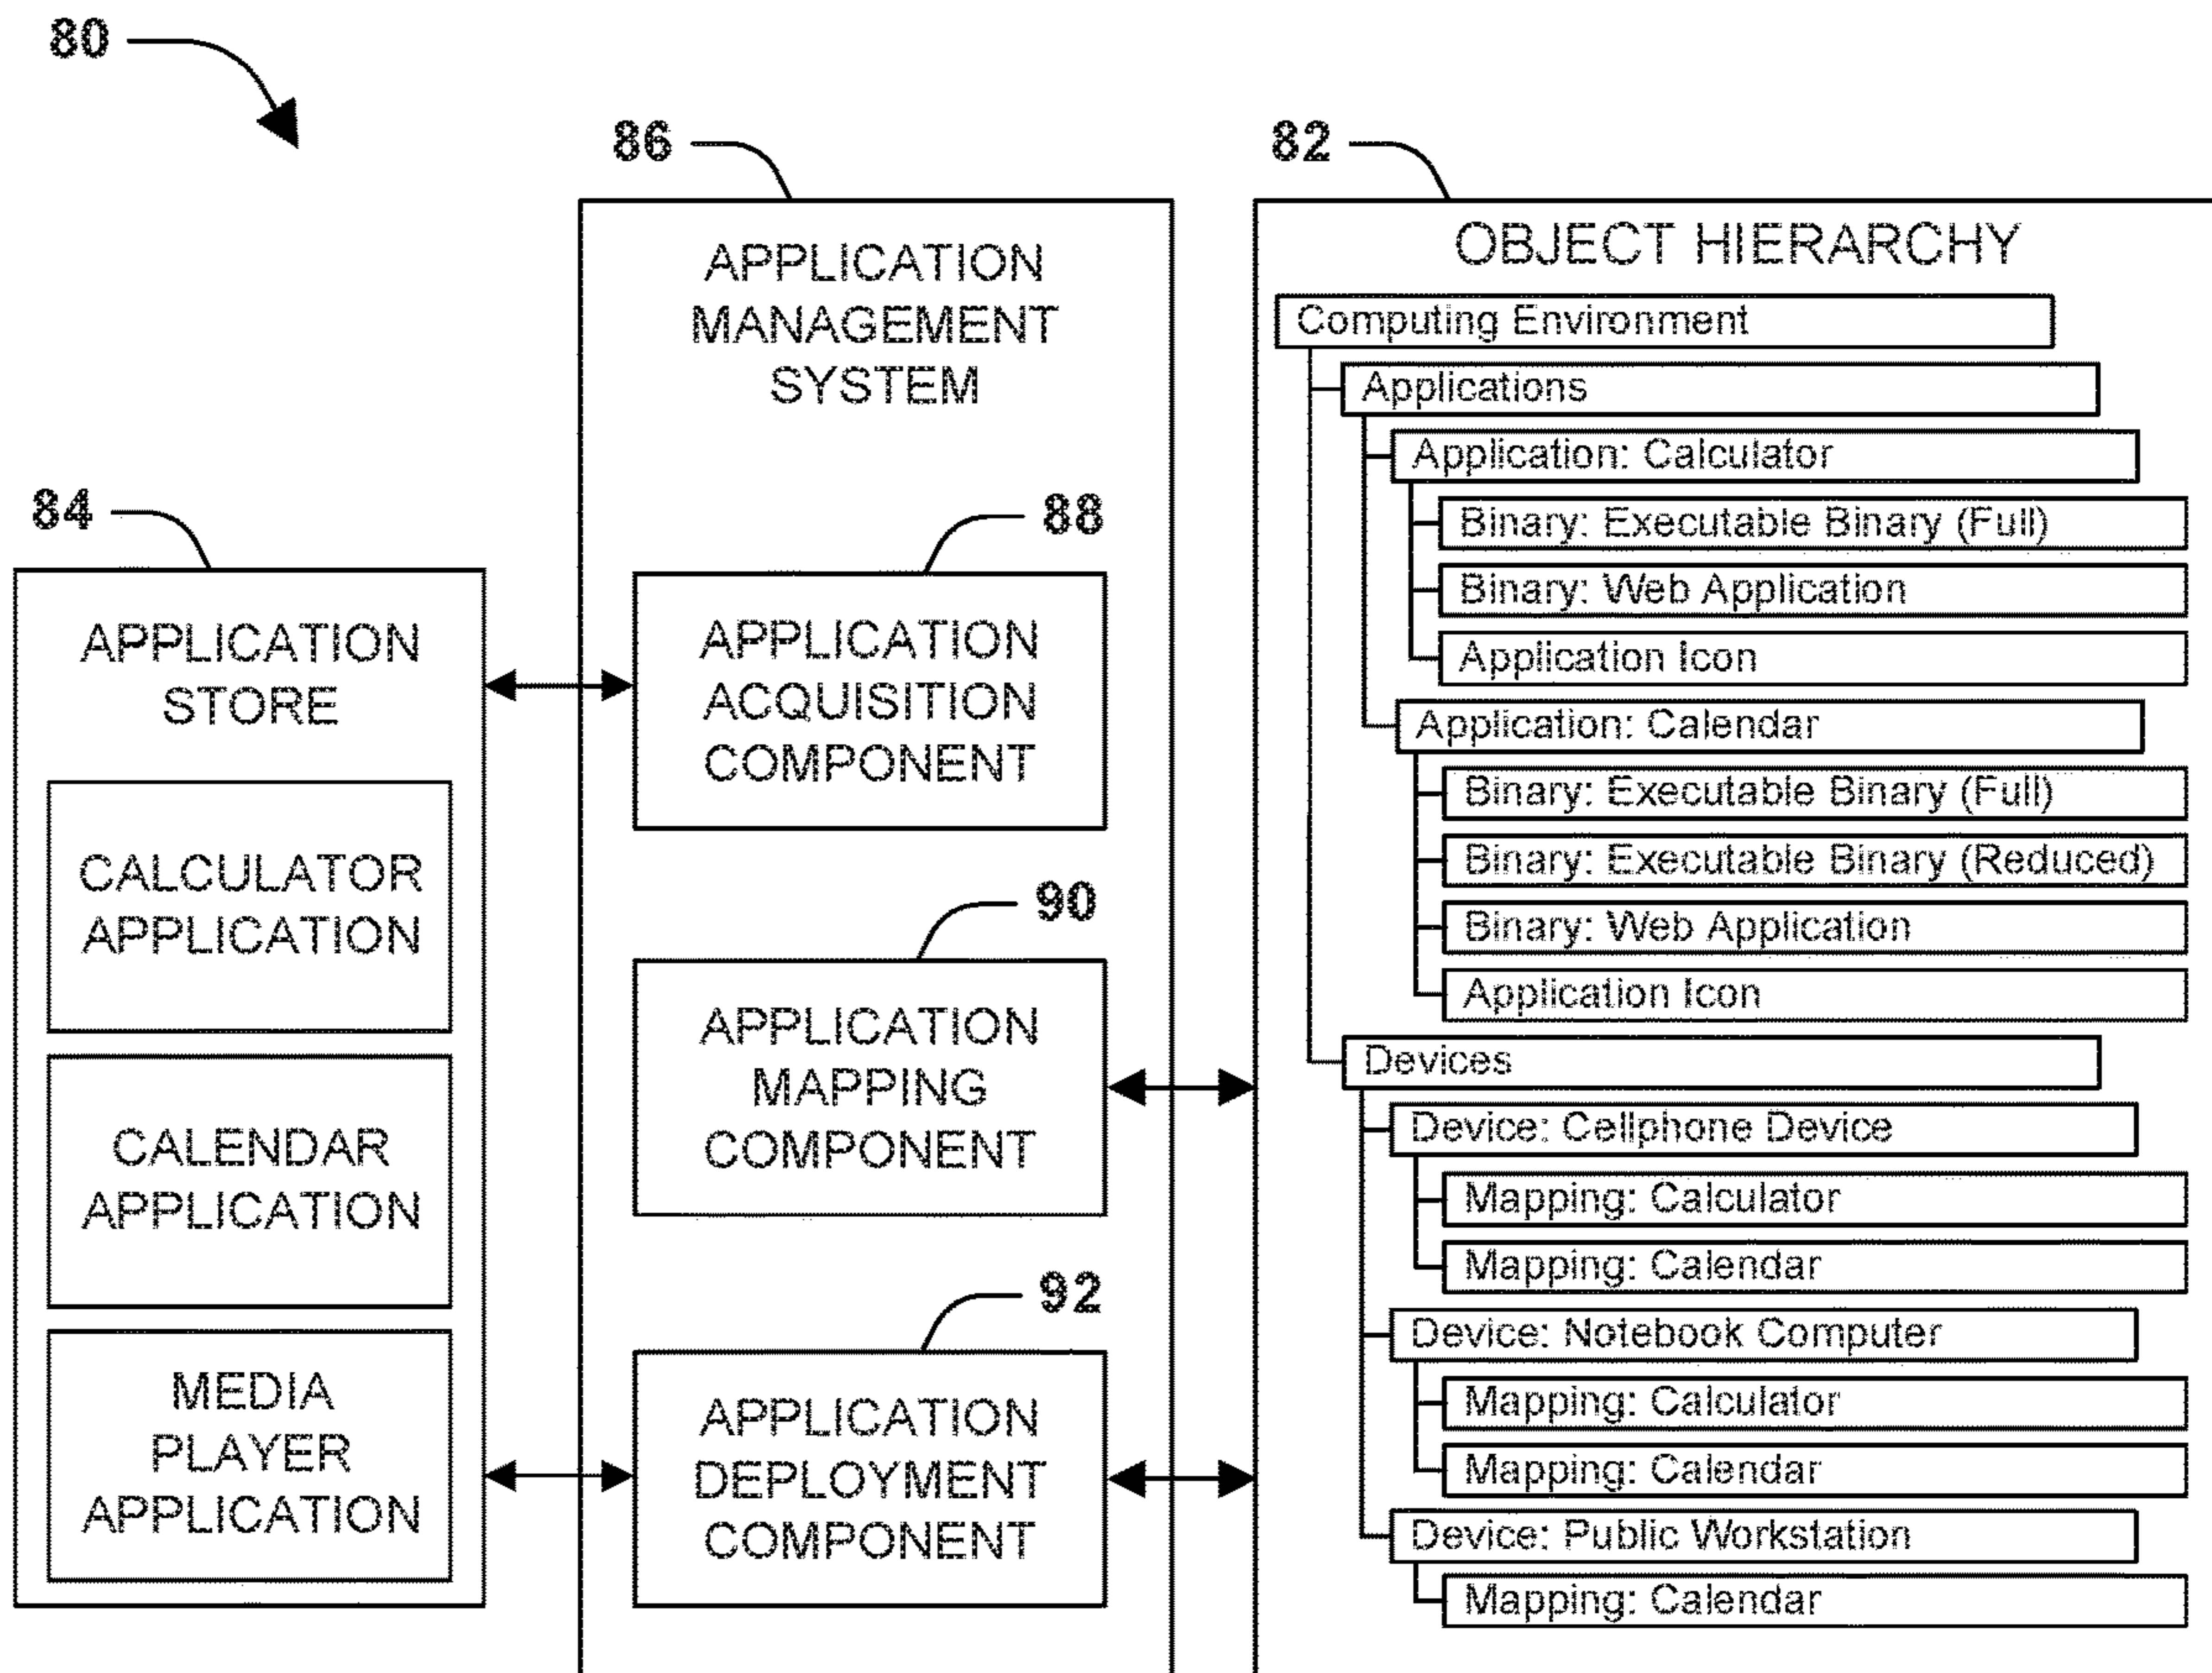 80
86
82
APPLICATION
MANAGEMENT
SYSTEM
OBJECT HIERARCHY
Computing Environment
Applications
Application: Calculator
Binary: Executable Binary (Full)
Binary: Web Application
Application Icon
Application: Calendar
Binary: Executable Binary (Full)
Binary: Executable Binary (Reduced)
Binary: Web Application
Application Icon
Devices
Device: Cellphone Device
Mapping: Calculator
Mapping: Calendar
Device: Notebook Computer
Mapping: Calculator
Mapping: Calendar
Device: Public Workstation
Mapping: Calendar
84
APPLICATION
STORE
CALCULATOR
APPLICATION
CALENDAR
APPLICATION
MEDIA
PLAYER
APPLICATION
88
APPLICATION
ACQUISITION
COMPONENT
90
APPLICATION
MAPPING
COMPONENT
92
APPLICATION
DEPLOYMENT
COMPONENT